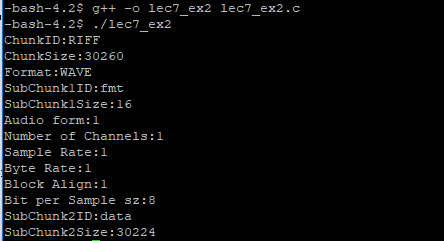 -bash-4.2$ g++ -o lec7_ex2 lec7_ex2.c
-bash-4.2$ ./lec7_ex2
ChunkID:RIFF
ChunkSize:30260
Format:WAVE
SubChunk1ID:fmt
SubChunk1Size:16
Audio form:1
Number of Channels:1
Sample Rate:1
Byte Rate:1
Block Align:1
Bit per Sample sz:8
SubChunk2ID:data
SubChunk2Size:30224